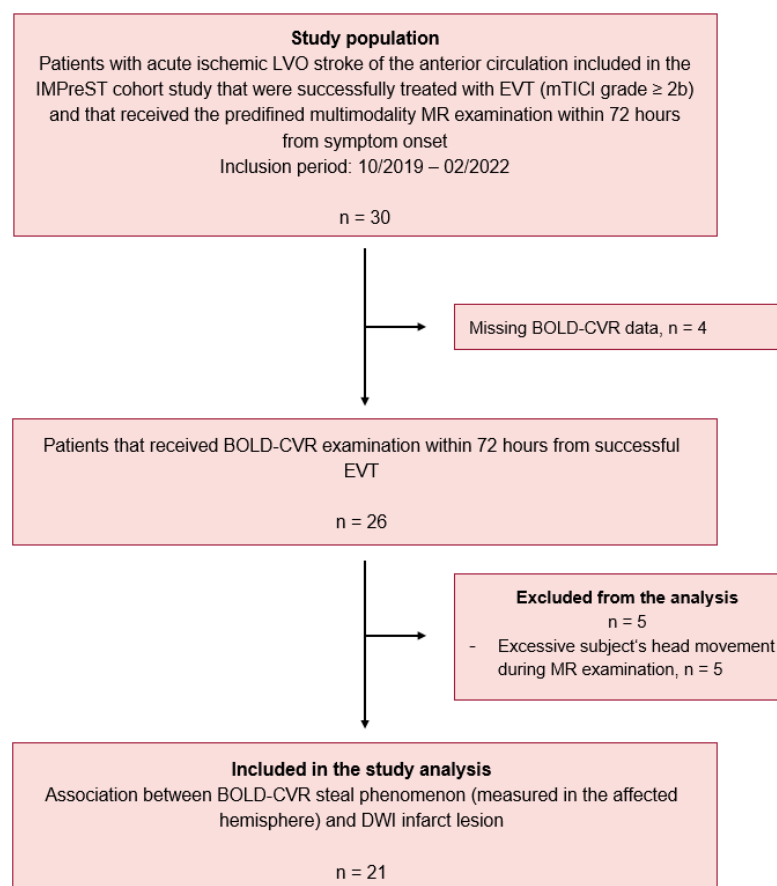 Study population
Patients with acute ischemic LVO stroke of the anterior circulation included in the
IMPreST cohort study that were successfully treated with EVT (mTICI grade ≥ 2b)
and that received the predifined multimodality MR examination within 72 hours
from symptom onset
Inclusion period: 10/2019 – 02/2022
n = 30
Missing BOLD-CVR data, n = 4
Patients that received BOLD-CVR examination within 72 hours from successful
EVT
n = 26
Excluded from the analysis
n = 5
- Excessive subject‘s head movement
during MR examination, n = 5
Included in the study analysis
Association between BOLD-CVR steal phenomenon (measured in the affected
hemisphere) and DWI infarct lesion
n = 21